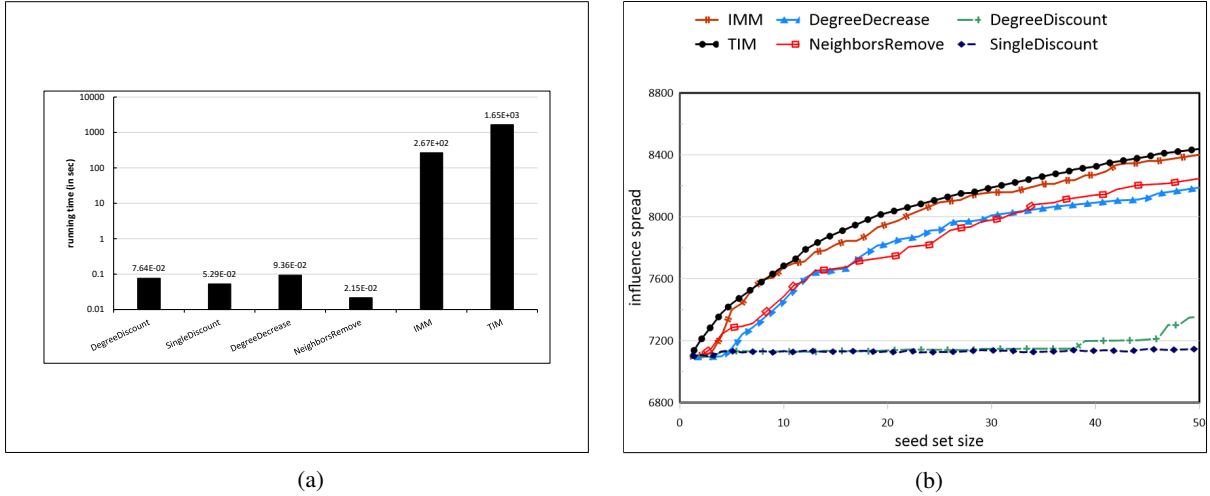 running time (in sec)
10000
1000
100
10
1
0.1
0.01
7.64E-02
5.29E-02
9.36E-02
2.15E-02
2.67E+02
1.65E+03
DegreeDiscount
SingleDiscount
DegreeDecrease
NeighborsRemove
IMM
TIM
(a)
IMM DegreeDecrease DegreeDiscount
TIM NeighborsRemove SingleDiscount
influence spread
8800
8400
8000
7600
7200
6800
0 10 20 30 40 50
seed set size
(b)